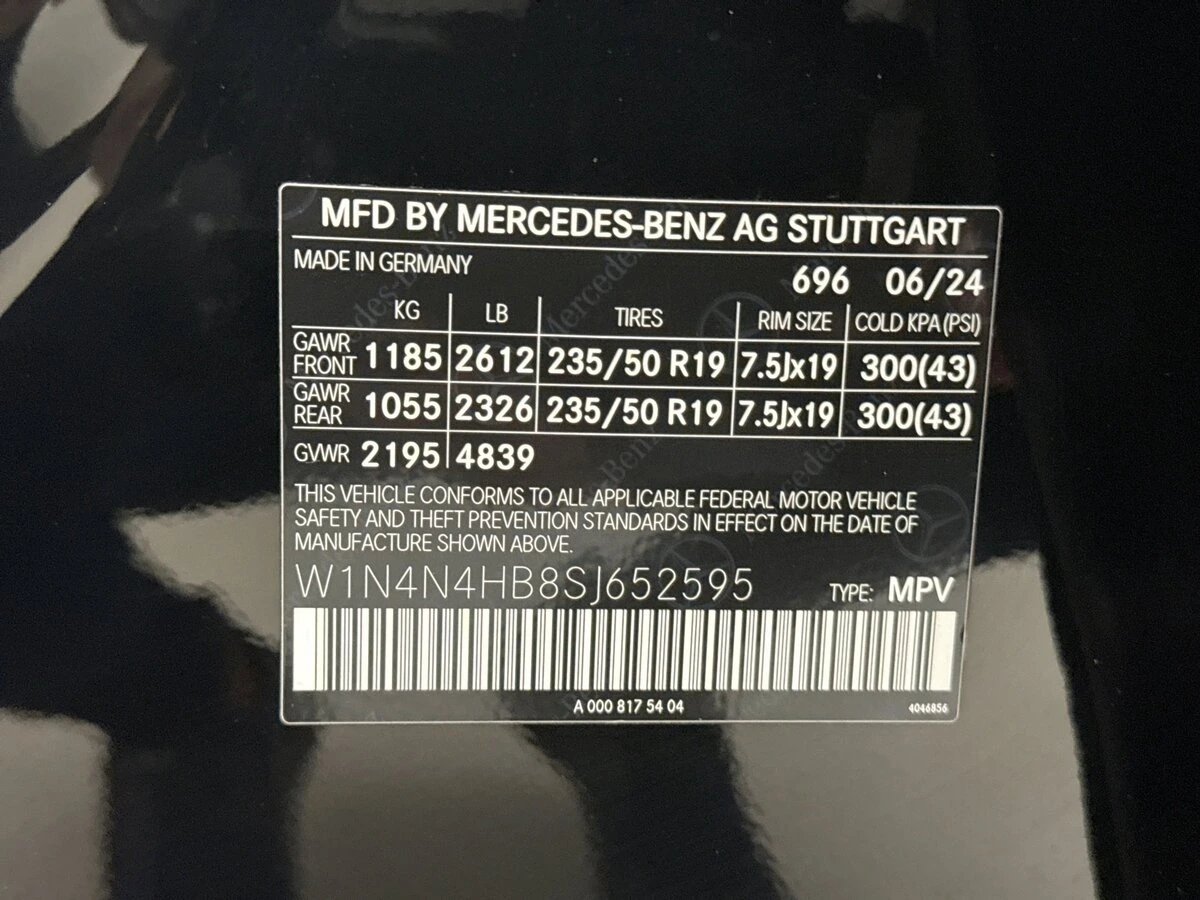 MFD BY MERCEDES-BENZ AG STUTTGART
MADE IN GERMANY
696 06/24
KG LB TIRES RIM SIZE COLD KPA(PSI)
GAWR FRONT 1185 2612 235/50 R19 7.5Jx19 300(43)
GAWR REAR 1055 2326 235/50 R19 7.5Jx19 300(43)
GVWR 2195 4839
THIS VEHICLE CONFORMS TO ALL APPLICABLE FEDERAL MOTOR VEHICLE
SAFETY AND THEFT PREVENTION STANDARDS IN EFFECT ON THE DATE OF
MANUFACTURE SHOWN ABOVE.
W1N4N4HB8SJ652595 TYPE: MPV
A 000 817 54 04 4046856